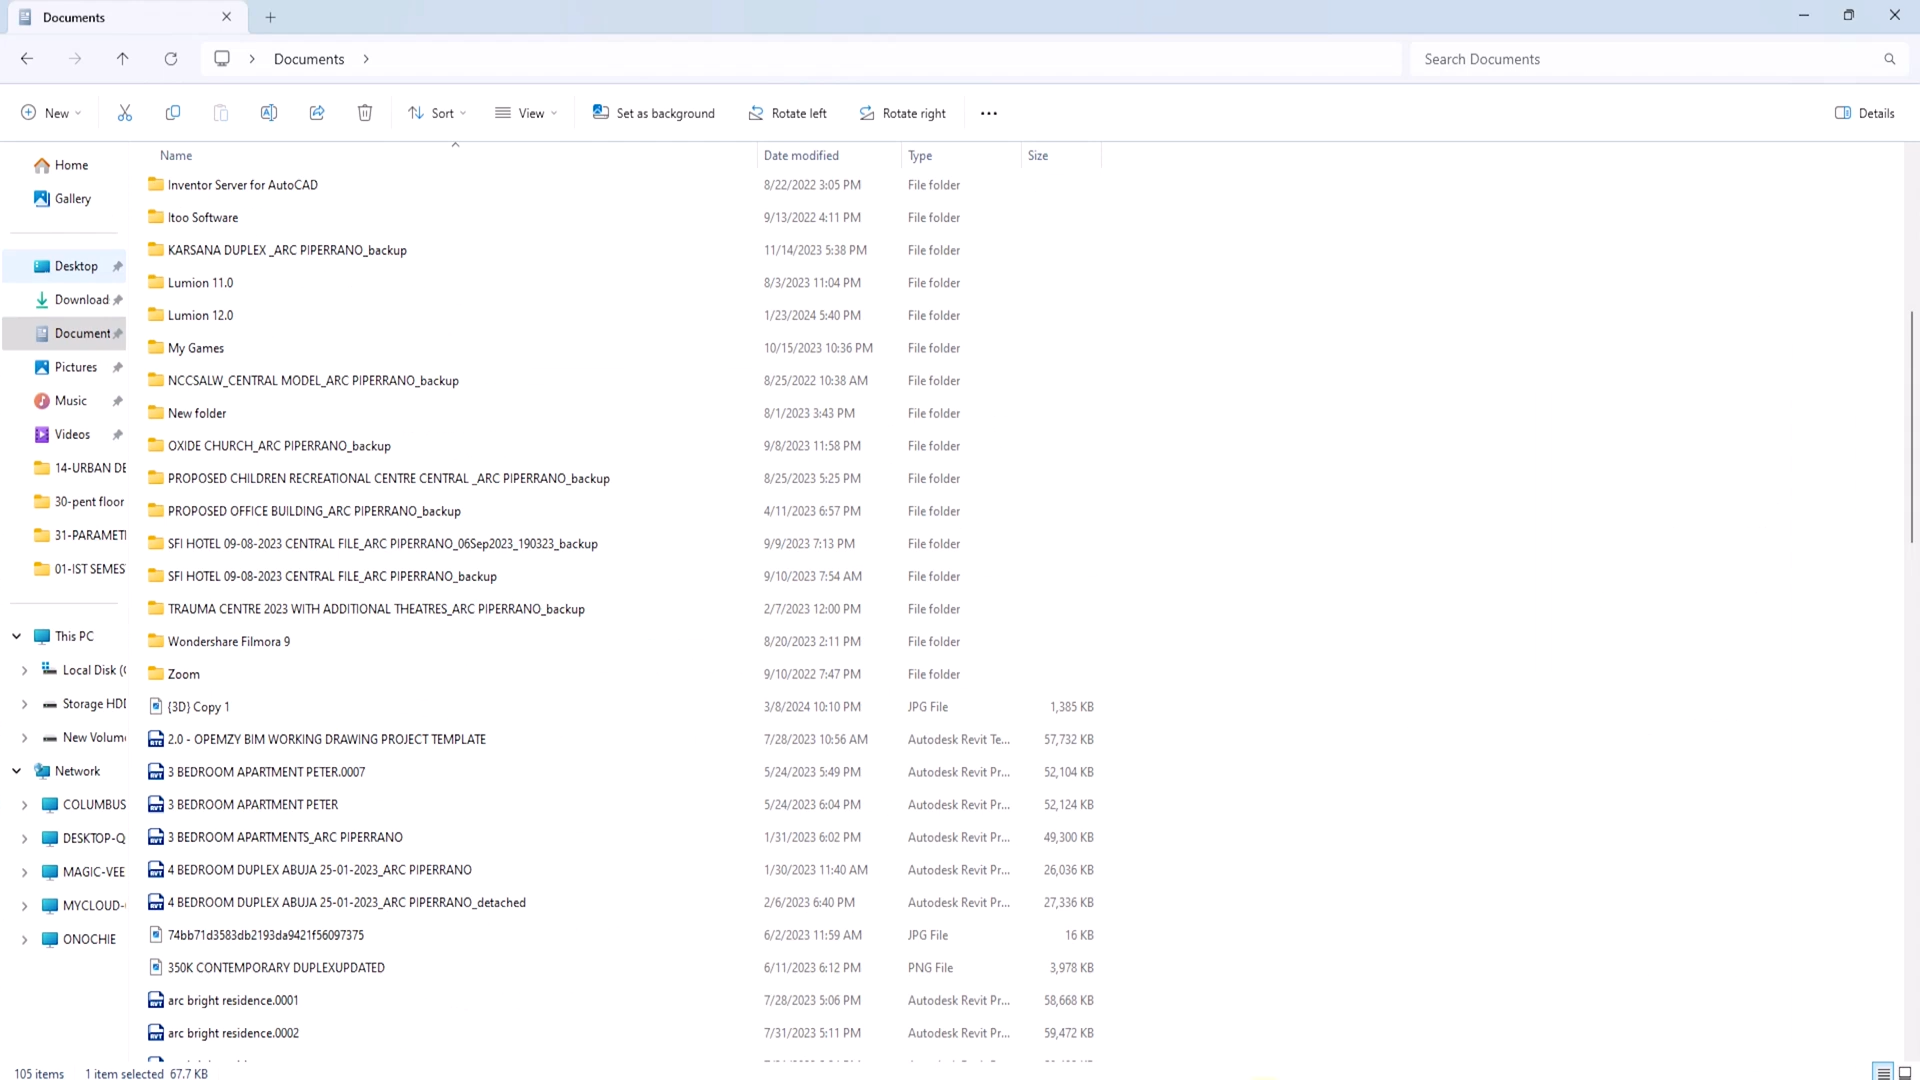 Documents
Documents
Search Documents
New
Sort
View
Set as background
Rotate left
Rotate right
Details
Name Date modified Type Size
Home
Gallery
Desktop
Download
Document
Pictures
Music
Videos
14-URBAN DE
30-pent floor
31-PARAMETI
01-IST SEMES
This PC
Local Disk (
Storage HD
New Volum
Network
COLUMBUS
DESKTOP-Q
MAGIC-VEE
MYCLOUD-
ONOCHIE
Inventor Server for AutoCAD 8/22/2022 3:05 PM File folder
Itoo Software 9/13/2022 4:11 PM File folder
KARSANA DUPLEX _ARC PIPERRANO_backup 11/14/2023 5:38 PM File folder
Lumion 11.0 8/3/2023 11:04 PM File folder
Lumion 12.0 1/23/2024 5:40 PM File folder
My Games 10/15/2023 10:36 PM File folder
NCCSALW_CENTRAL MODEL_ARC PIPERRANO_backup 8/25/2022 10:38 AM File folder
New folder 8/1/2023 3:43 PM File folder
OXIDE CHURCH_ARC PIPERRANO_backup 9/8/2023 11:58 PM File folder
PROPOSED CHILDREN RECREATIONAL CENTRE CENTRAL _ARC PIPERRANO_backup 8/25/2023 5:25 PM File folder
PROPOSED OFFICE BUILDING_ARC PIPERRANO_backup 4/11/2023 6:57 PM File folder
SFI HOTEL 09-08-2023 CENTRAL FILE_ARC PIPERRANO_06Sep2023_190323_backup 9/9/2023 7:13 PM File folder
SFI HOTEL 09-08-2023 CENTRAL FILE_ARC PIPERRANO_backup 9/10/2023 7:54 AM File folder
TRAUMA CENTRE 2023 WITH ADDITIONAL THEATRES_ARC PIPERRANO_backup 2/7/2023 12:00 PM File folder
Wondershare Filmora 9 8/20/2023 2:11 PM File folder
Zoom 9/10/2022 7:47 PM File folder
{3D} Copy 1 3/8/2024 10:10 PM JPG File 1,385 KB
2.0 - OPEMZY BIM WORKING DRAWING PROJECT TEMPLATE 7/28/2023 10:56 AM Autodesk Revit Te... 57,732 KB
3 BEDROOM APARTMENT PETER.0007 5/24/2023 5:49 PM Autodesk Revit Pr... 52,104 KB
3 BEDROOM APARTMENT PETER 5/24/2023 6:04 PM Autodesk Revit Pr... 52,124 KB
3 BEDROOM APARTMENTS_ARC PIPERRANO 1/31/2023 6:02 PM Autodesk Revit Pr... 49,300 KB
4 BEDROOM DUPLEX ABUJA 25-01-2023_ARC PIPERRANO 1/30/2023 11:40 AM Autodesk Revit Pr... 26,036 KB
4 BEDROOM DUPLEX ABUJA 25-01-2023_ARC PIPERRANO_detached 2/6/2023 6:40 PM Autodesk Revit Pr... 27,336 KB
74bb71d3583db2193da9421f56097375 6/2/2023 11:59 AM JPG File 16 KB
350K CONTEMPORARY DUPLEXUPDATED 6/11/2023 6:12 PM PNG File 3,978 KB
arc bright residence.0001 7/28/2023 5:06 PM Autodesk Revit Pr... 58,668 KB
arc bright residence.0002 7/31/2023 5:11 PM Autodesk Revit Pr... 59,472 KB
105 items 1 item selected 67.7 KB